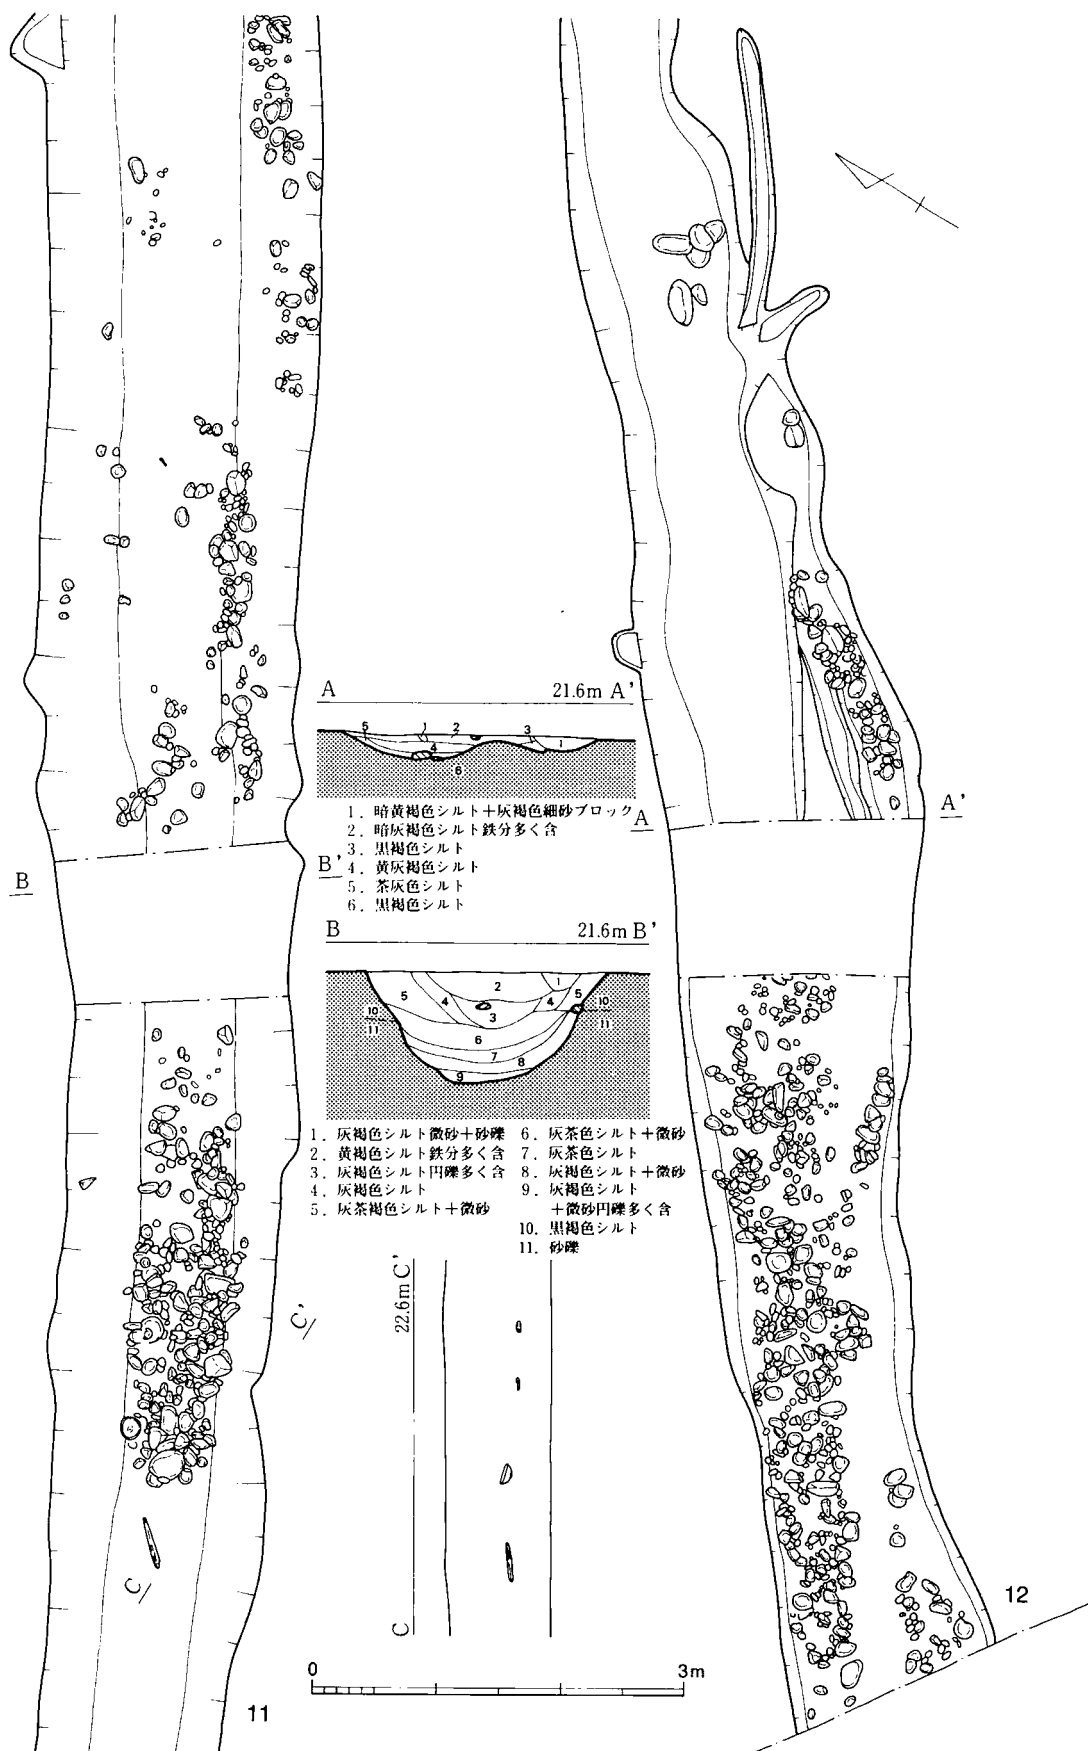 A 21.6m A'
5 1 2 3
4 1
6
1. 暗黄褐色シルト+灰褐色細砂ブロック
2. 暗灰褐色シルト鉄分多く含
3. 黒褐色シルト
4. 黄灰褐色シルト
5. 茶灰色シルト
6. 黒褐色シルト
A A'
B B'
B 21.6m B'
5 4 2 1 5
10 3 4 10
11 6 11
7 8
9
1. 灰褐色シルト微砂+砂礫
2. 黄褐色シルト鉄分多く含
3. 灰褐色シルト円礫多く含
4. 灰褐色シルト
5. 灰茶褐色シルト+微砂
6. 灰茶色シルト+微砂
7. 灰茶色シルト
8. 灰褐色シルト+微砂
9. 灰褐色シルト
+微砂円礫多く含
10. 黒褐色シルト
11. 砂礫
C 22.6m C'
C'
C
0 3m
11
12